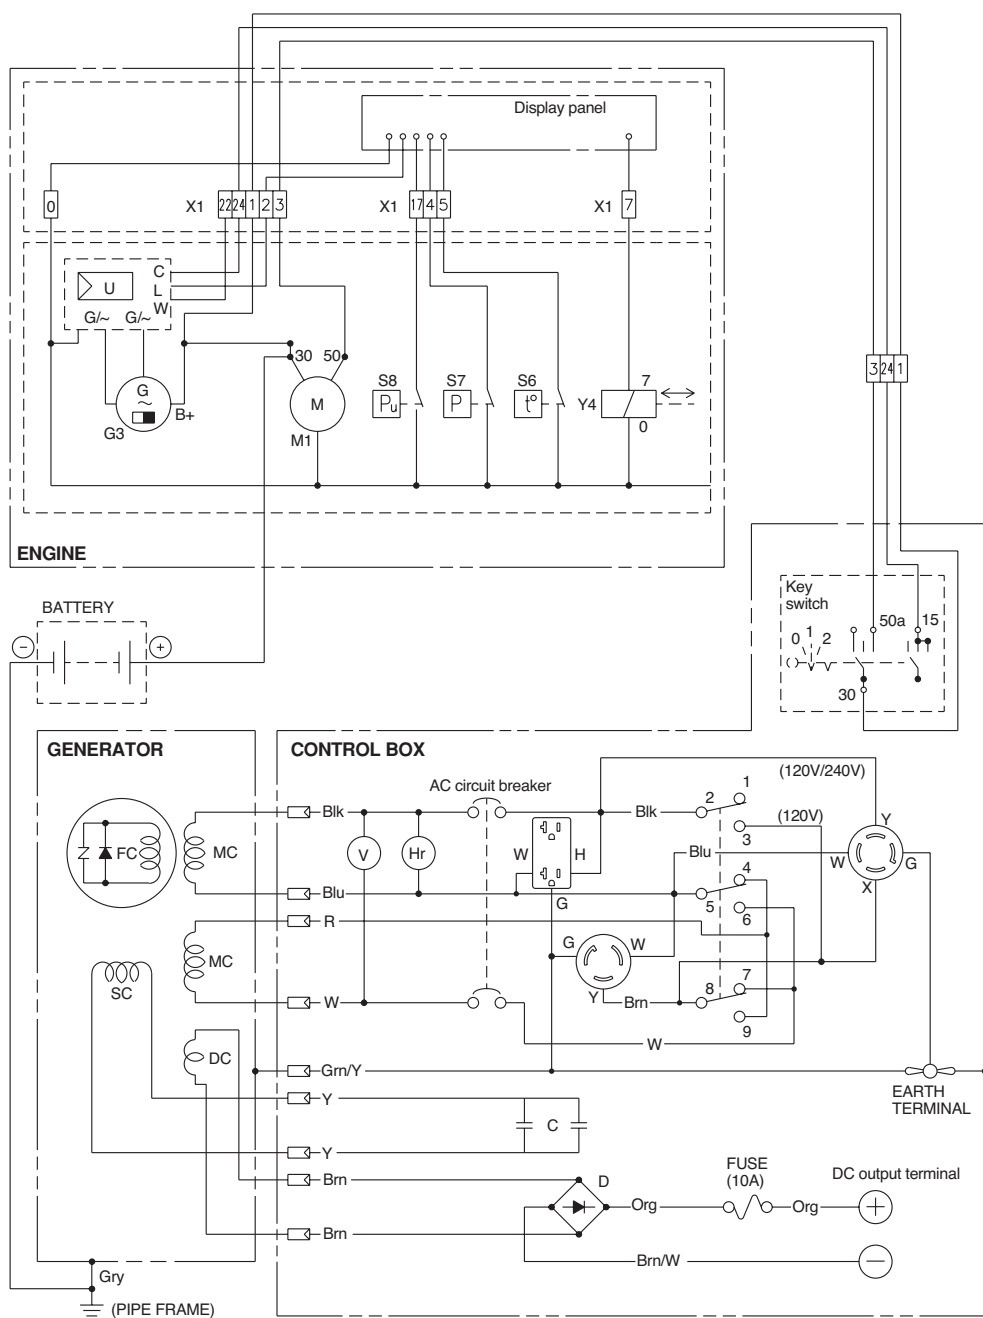 Display panel
0
X1
22 24 1 2 3
X1
17 4 5
X1
7
U
C
L
W
G/~ G/~
G
~
B+
G3
30 50
M
M1
S8
Pu
S7
P
S6
t°
7
Y4
0
3 24 1
ENGINE
BATTERY
−
+
Key
switch
50a 15
0 1 2
30
GENERATOR
CONTROL BOX
AC circuit breaker
(120V/240V)
(120V)
FC
MC
Blk
V
Hr
W
H
G
Blk
2
1
3
Y
W
G
X
Blu
Blu
4
5
6
R
MC
G
W
Y
Brn
8
7
9
W
W
SC
DC
Grn/Y
EARTH
TERMINAL
Y
C
Y
Brn
D
FUSE
(10A)
DC output terminal
Org
Org
+
Brn
Brn/W
−
Gry
(PIPE FRAME)